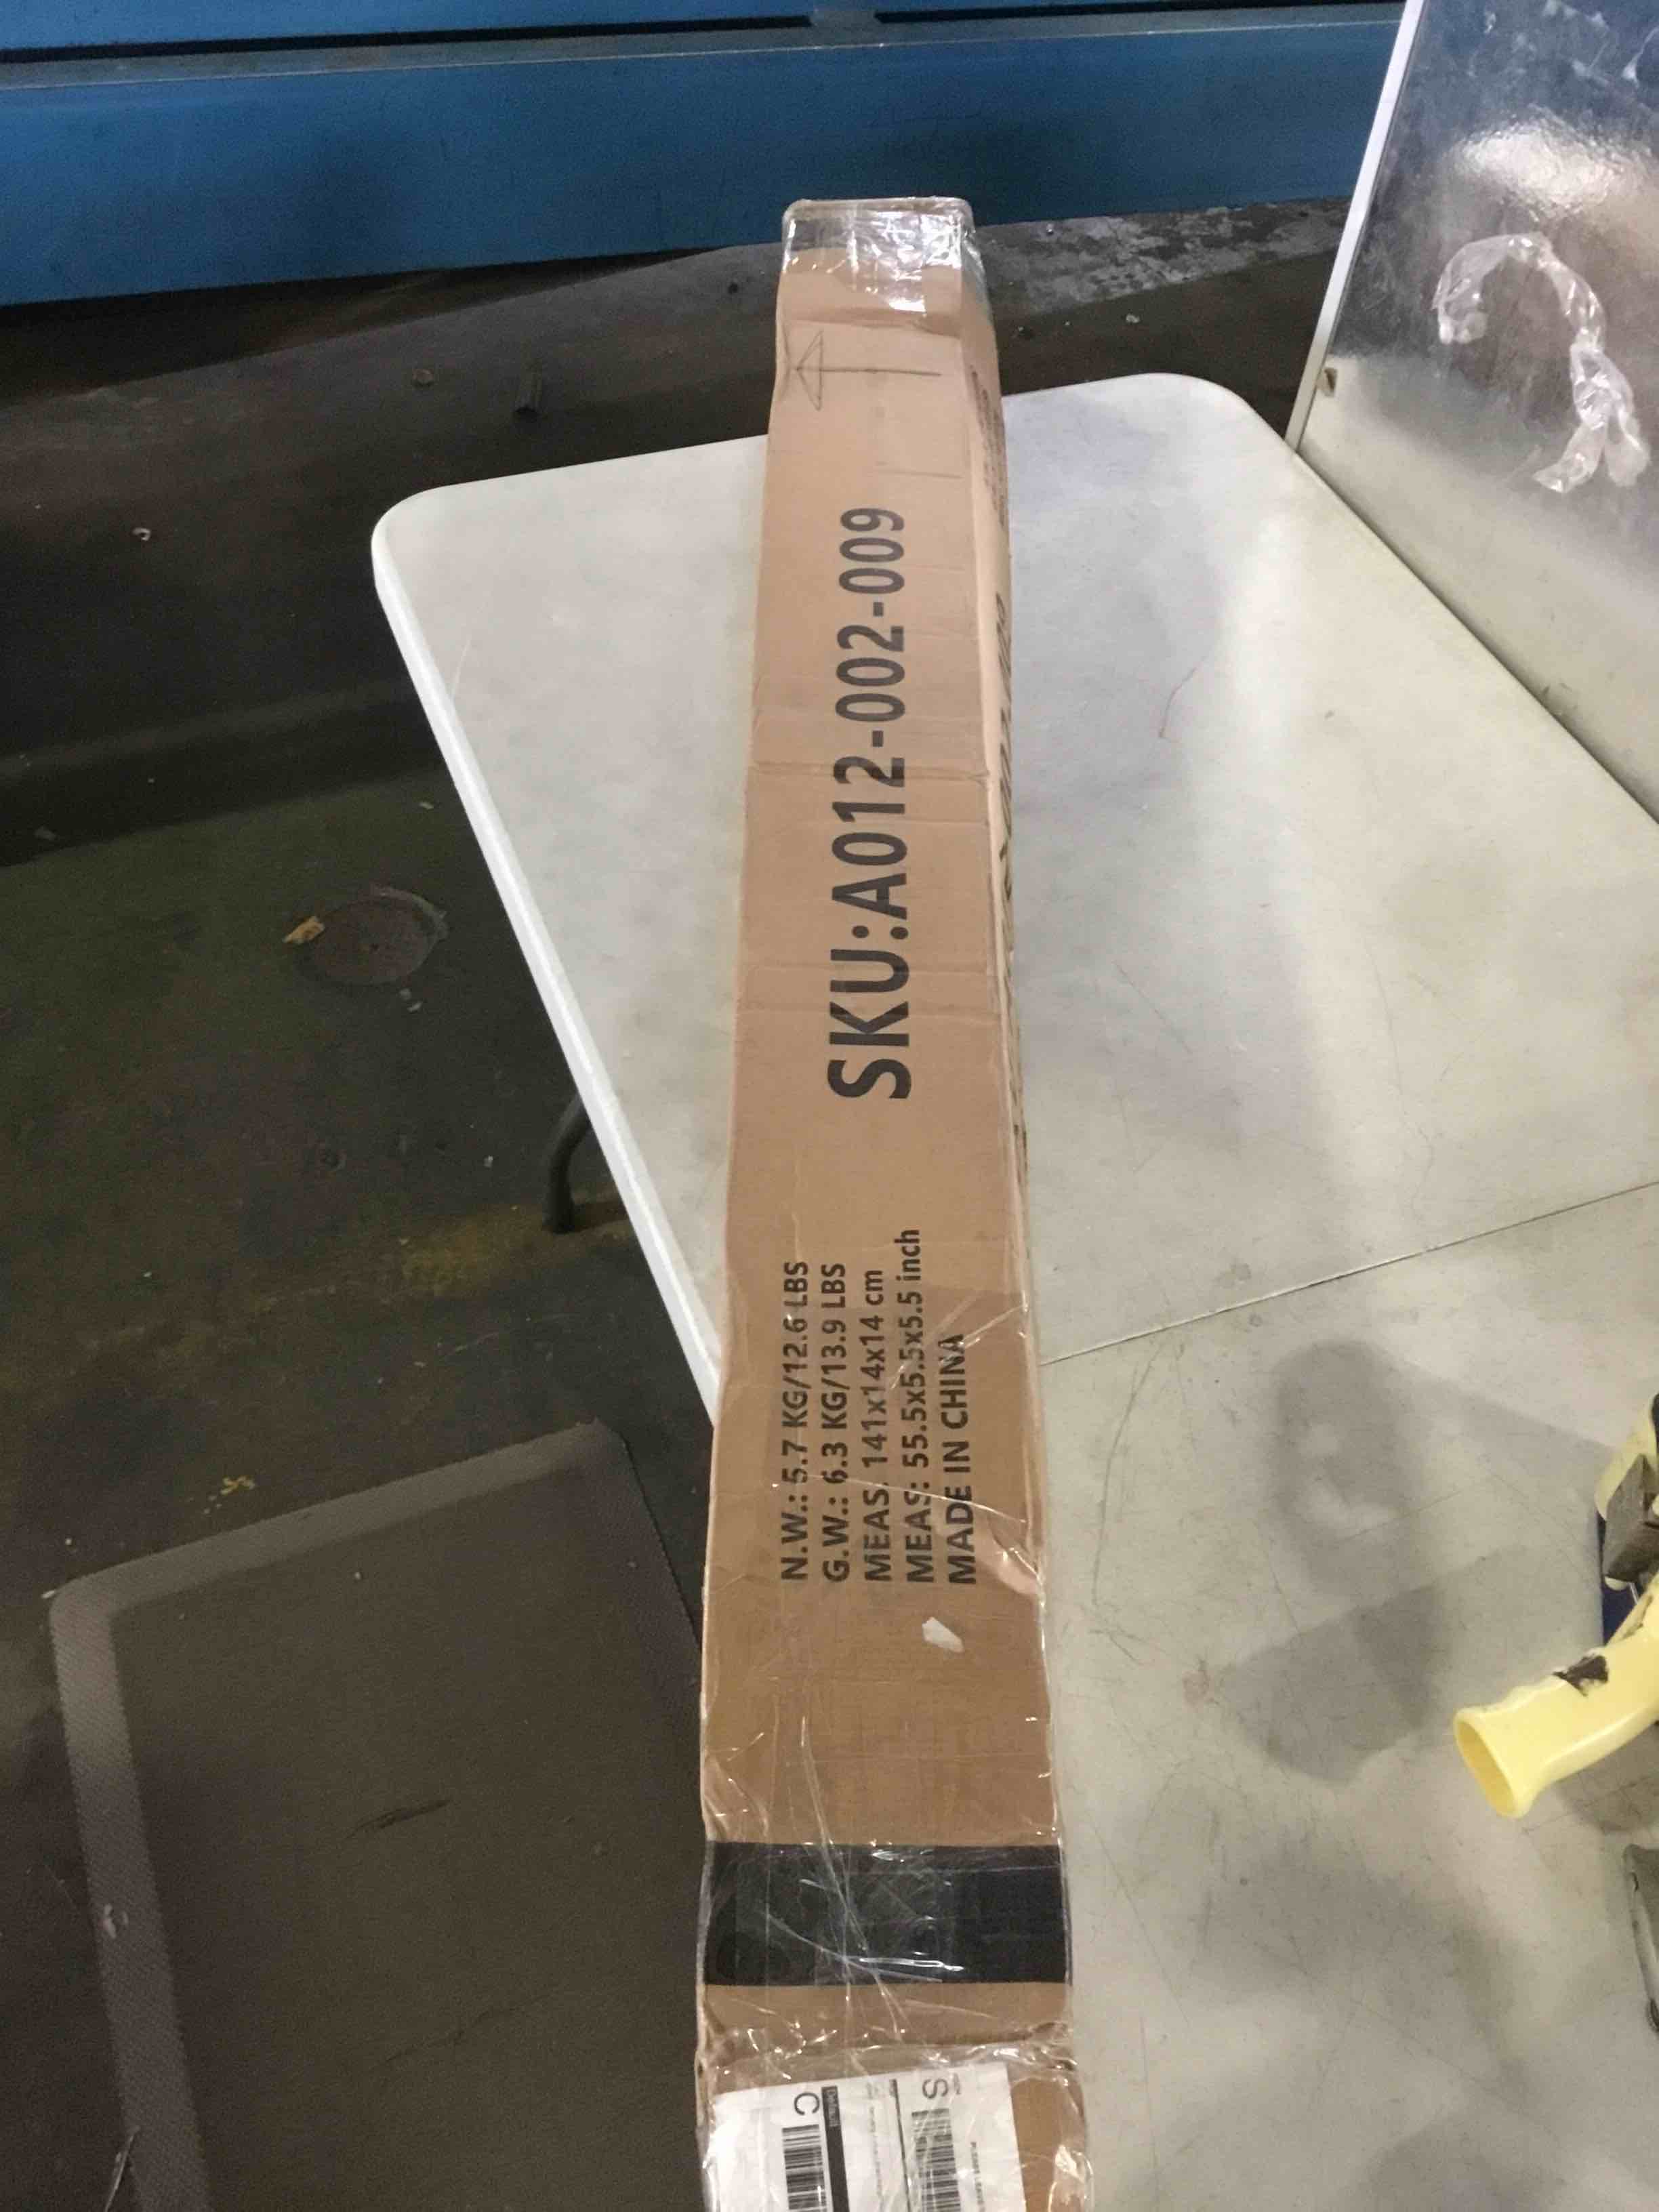 SKU:A012-002-009
N.W.: 5.7 KG/12.6 LBS
G.W.: 6.3 KG/13.9 LBS
MEAS. 141x14x14 cm
MEAS: 55.5x5.5x5.5 inch
MADE IN CHINA
C
S